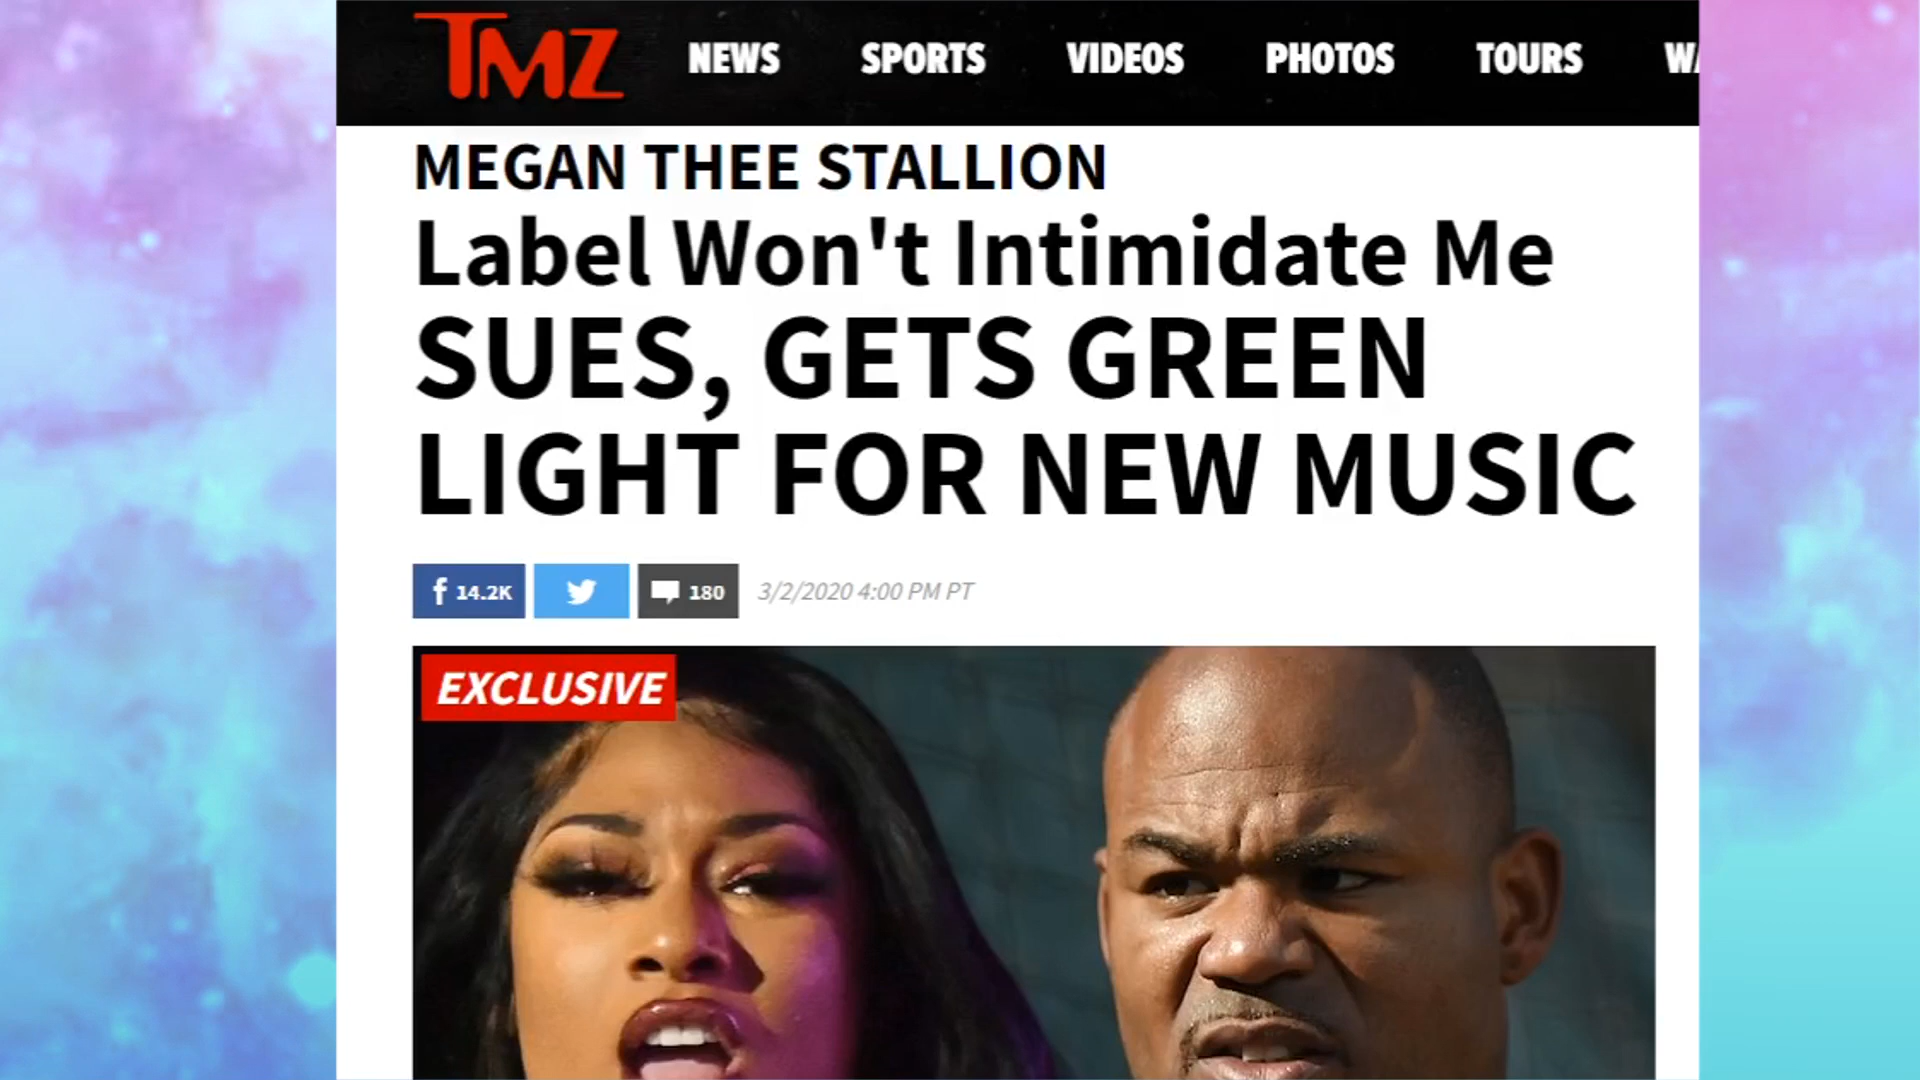 TMZ NEWS SPORTS VIDEOS PHOTOS TOURS
MEGAN THEE STALLION
Label Won't Intimidate Me
SUES, GETS GREEN
LIGHT FOR NEW MUSIC
14.2K 180 3/2/2020 4:00 PM PT
EXCLUSIVE